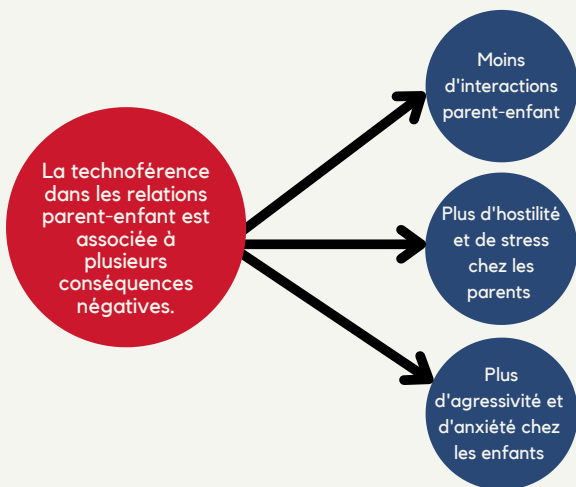 La technoférence
dans les relations
parent-enfant est
associée à
plusieurs
conséquences
négatives.
Moins
d'interactions
parent-enfant
Plus d'hostilité
et de stress
chez les
parents
Plus
d'agressivité et
d'anxiété chez
les enfants